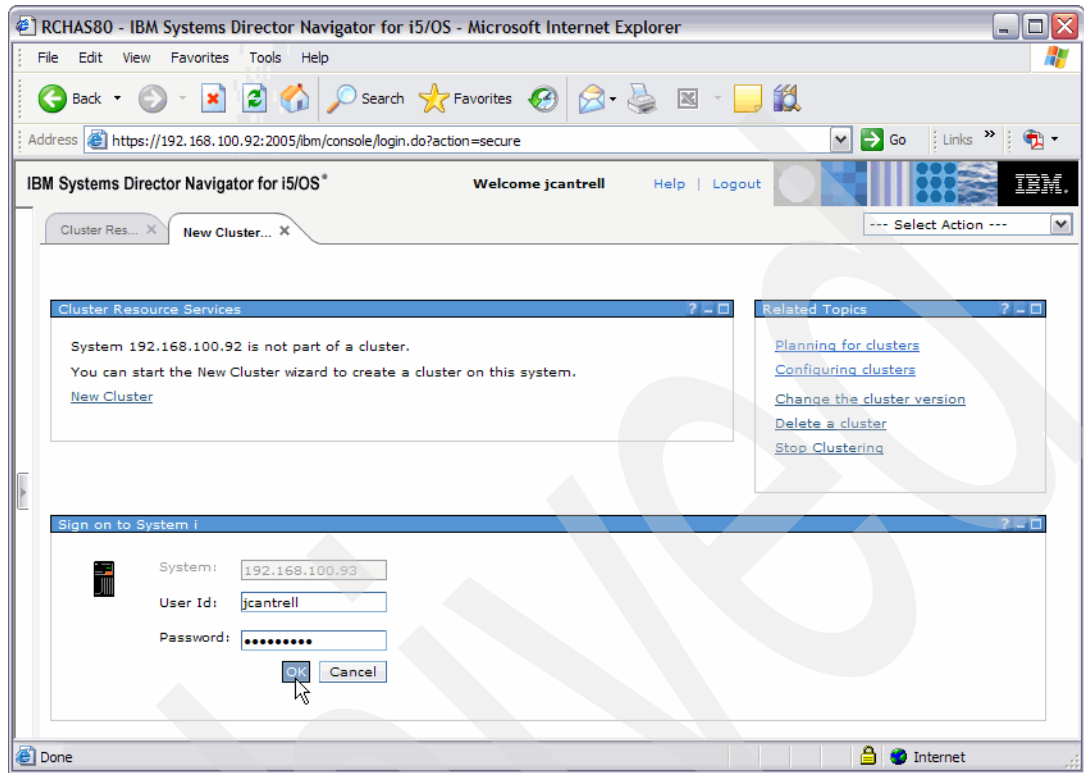 RCHAS80 - IBM Systems Director Navigator for i5/OS - Microsoft Internet Explorer
File Edit View Favorites Tools Help
Back Search Favorites
Address https://192.168.100.92:2005/ibm/console/login.do?action=secure Go Links »
IBM Systems Director Navigator for i5/OS® Welcome jcantrell Help | Logout IBM.
Cluster Res... X New Cluster... X --- Select Action ---
Cluster Resource Services ?
System 192.168.100.92 is not part of a cluster.
You can start the New Cluster wizard to create a cluster on this system.
New Cluster
Related Topics ?
Planning for clusters
Configuring clusters
Change the cluster version
Delete a cluster
Stop Clustering
Sign on to System i ?
System: 192.168.100.93
User Id: jcantrell
Password: •••••••••
OK Cancel
Done Internet